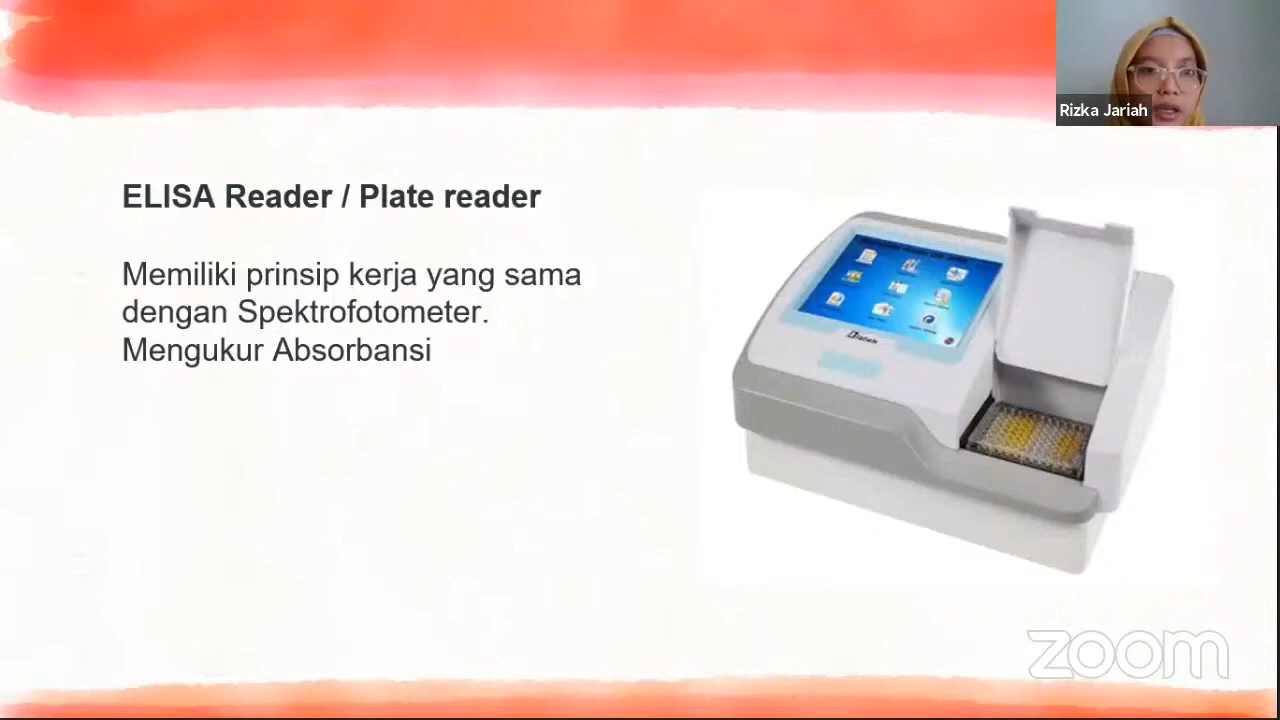 Rizka Jariah
ELISA Reader / Plate reader
Memiliki prinsip kerja yang sama
dengan Spektrofotometer.
Mengukur Absorbansi
zoom